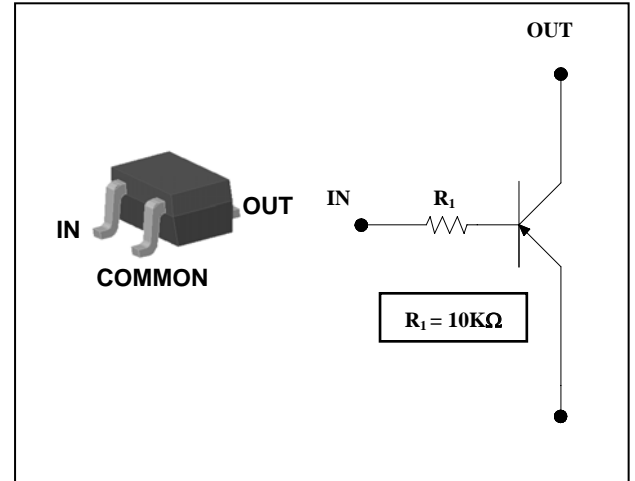 OUT
IN
COMMON
OUT
IN
R₁
R₁ = 10KΩ